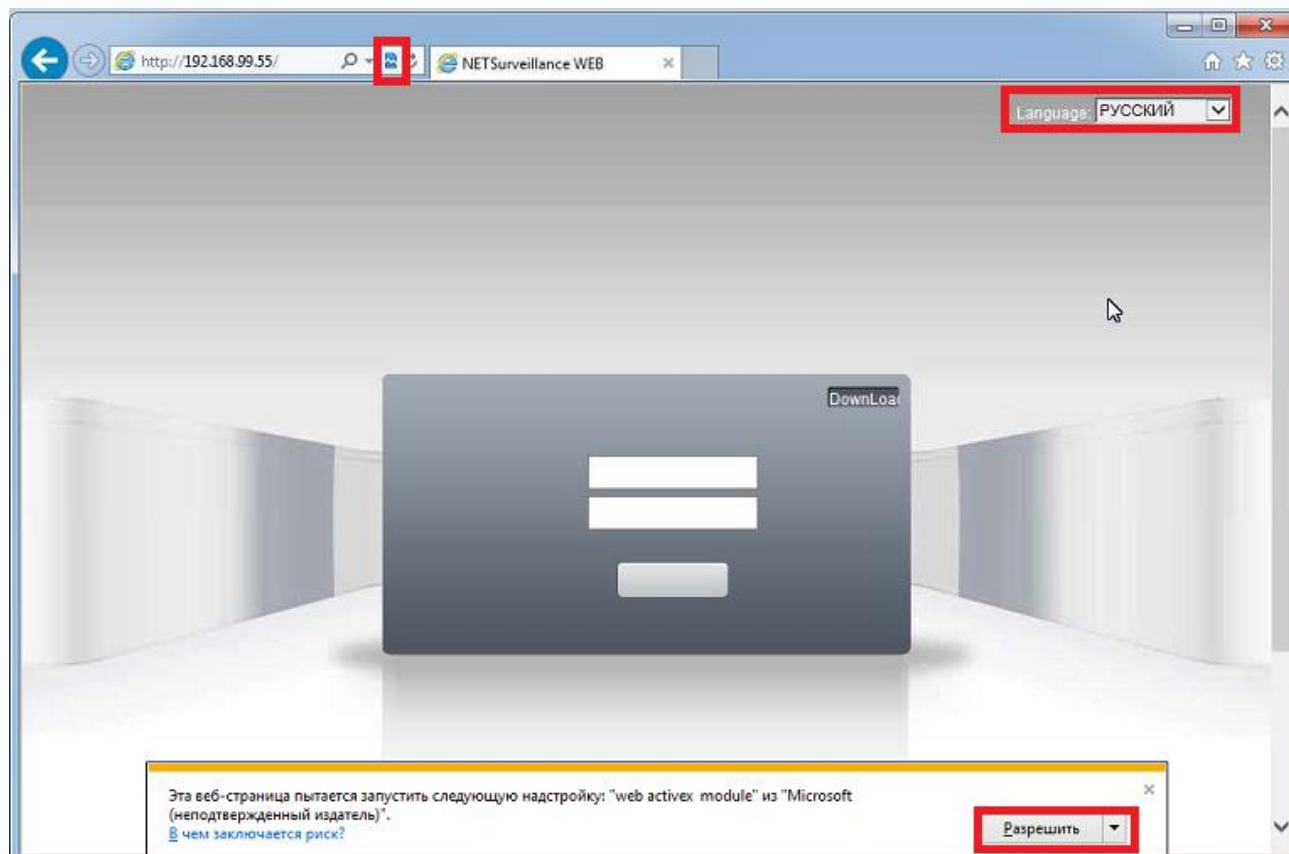 http://192.168.99.55/
NETSurveillance WEB
Language: РУССКИЙ
DownLoad
Эта веб-страница пытается запустить следующую надстройку: "web activex module" из "Microsoft
(неподтвержденный издатель)".
В чем заключается риск?
Разрешить